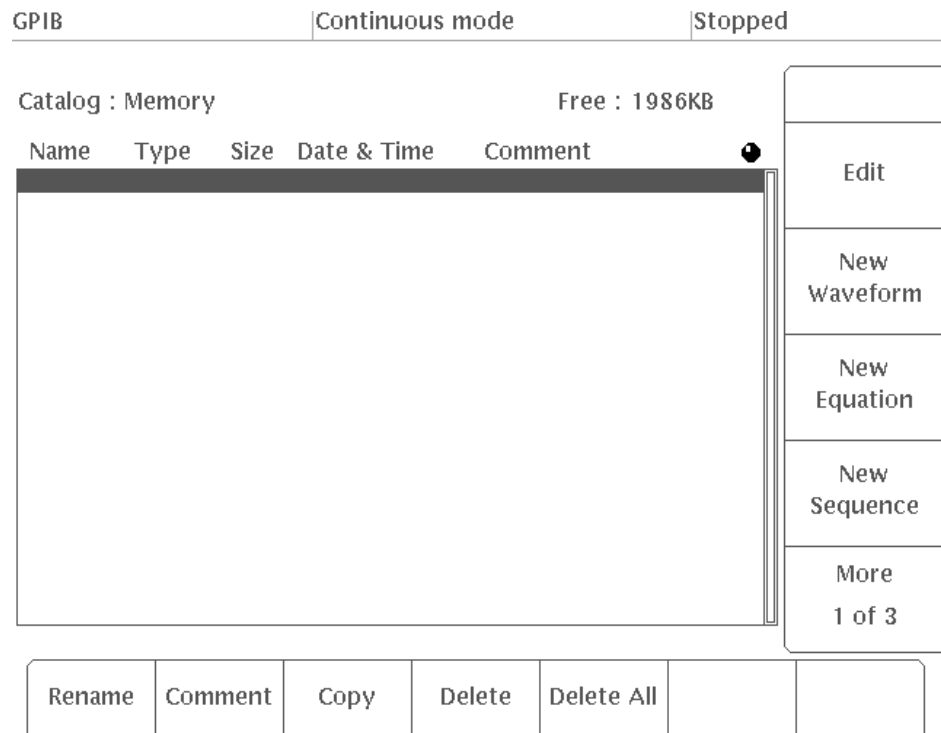 GPIB Continuous mode Stopped
Catalog : Memory Free : 1986KB
Name Type Size Date & Time Comment
Edit
New
Waveform
New
Equation
New
Sequence
More
1 of 3
Rename Comment Copy Delete Delete All